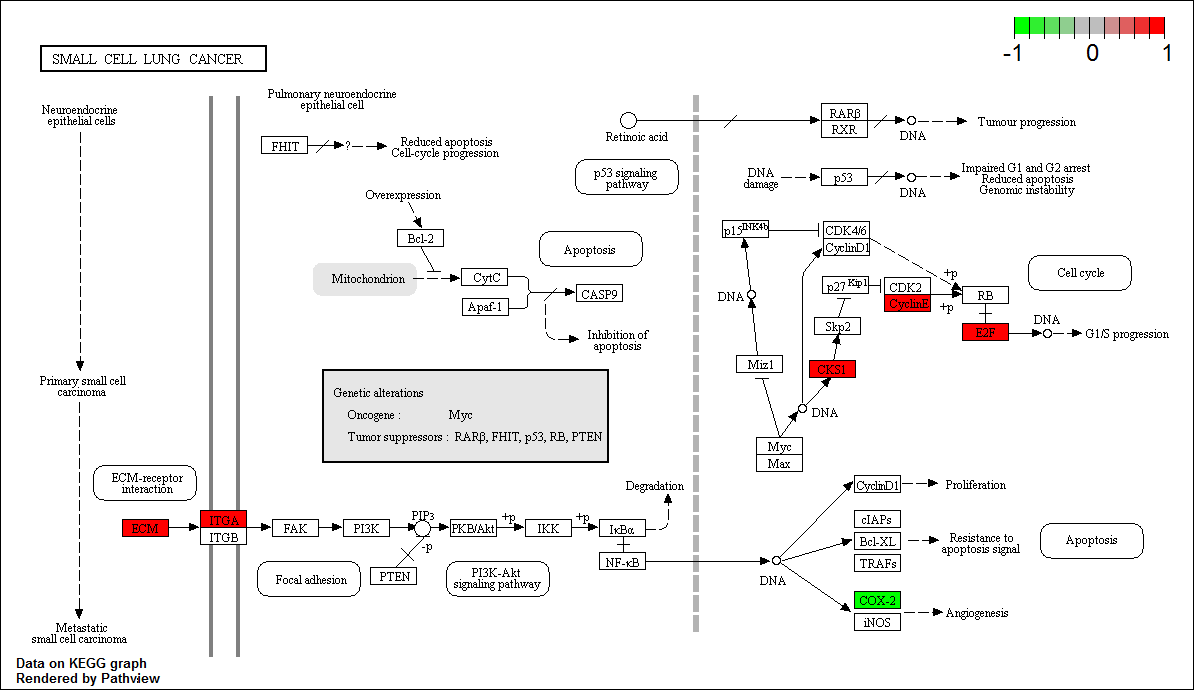 -1 0 1
SMALL CELL LUNG CANCER
Neuroendocrine
epithelial cells
Primary small cell
carcinoma
Metastatic
small cell carcinoma
Pulmonary neuroendocrine
epithelial cell
FHIT
?
Reduced apoptosis
Cell-cycle progression
Overexpression
Bcl-2
Mitochondrion
CytC
Apaf-1
CASP9
Apoptosis
Inhibition of
apoptosis
Retinoic acid
RARβ
RXR
DNA
Tumour progression
p53 signaling
pathway
DNA
damage
p53
DNA
Impaired G1 and G2 arrest
Reduced apoptosis
Genomic instability
p15INK4b
CDK4/6
CyclinD1
+p
p27Kip1
CDK2
CyclinE
+p
RB
Cell cycle
DNA
Skp2
E2F
DNA
G1/S progression
Miz1
CKS1
DNA
Myc
Max
Genetic alterations
Oncogene : Myc
Tumor suppressors : RARβ, FHIT, p53, RB, PTEN
ECM-receptor
interaction
ECM
ITGA
ITGB
FAK
PI3K
PIP3
-p
PTEN
PKB/Akt
+p
IKK
+p
IκBα
NF-κB
Degradation
Focal adhesion
PI3K-Akt
signaling pathway
DNA
CyclinD1
Proliferation
cIAPs
Bcl-XL
TRAFs
Resistance to
apoptosis signal
Apoptosis
COX-2
iNOS
Angiogenesis
Data on KEGG graph
Rendered by Pathview